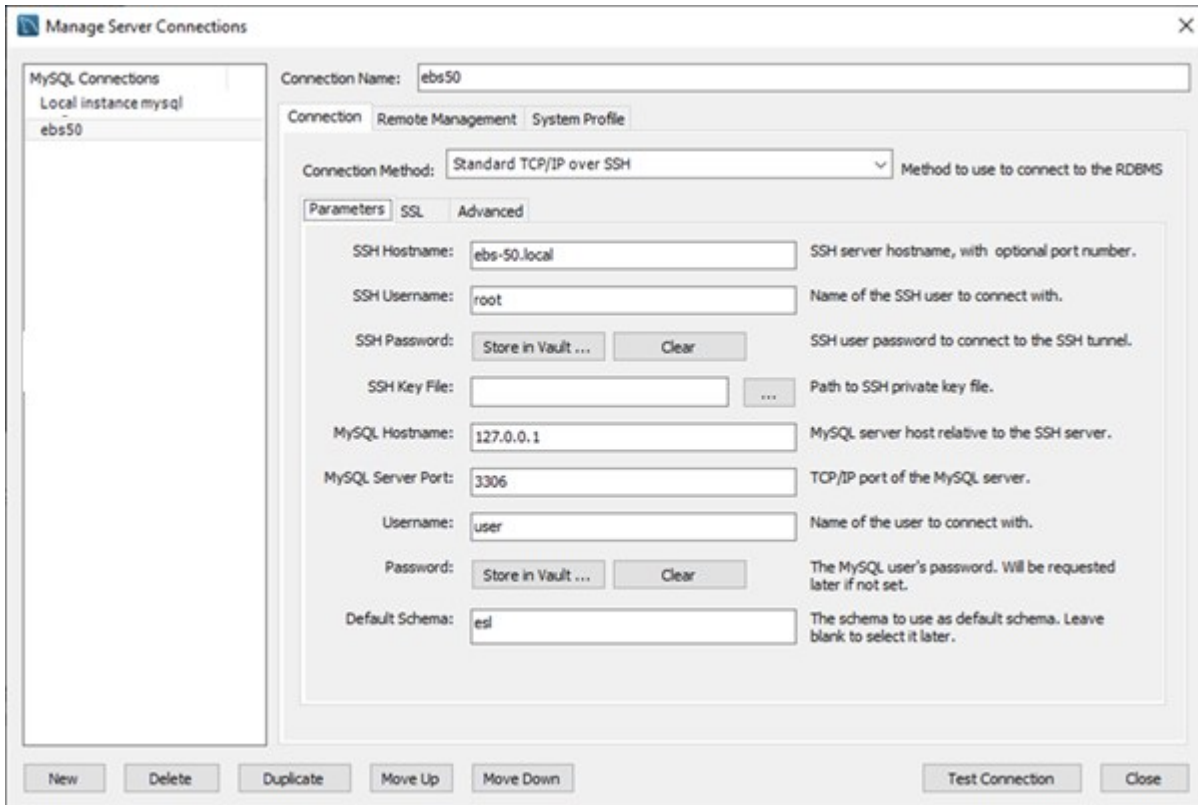 Manage Server Connections
MySQL Connections
Local instance mysql
ebs50
Connection Name: ebs50
Connection Remote Management System Profile
Connection Method: Standard TCP/IP over SSH Method to use to connect to the RDBMS
Parameters SSL Advanced
SSH Hostname: ebs-50.local SSH server hostname, with optional port number.
SSH Username: root Name of the SSH user to connect with.
SSH Password: Store in Vault ... Clear SSH user password to connect to the SSH tunnel.
SSH Key File: ... Path to SSH private key file.
MySQL Hostname: 127.0.0.1 MySQL server host relative to the SSH server.
MySQL Server Port: 3306 TCP/IP port of the MySQL server.
Username: user Name of the user to connect with.
Password: Store in Vault ... Clear The MySQL user's password. Will be requested
later if not set.
Default Schema: esl The schema to use as default schema. Leave
blank to select it later.
New Delete Duplicate Move Up Move Down Test Connection Close